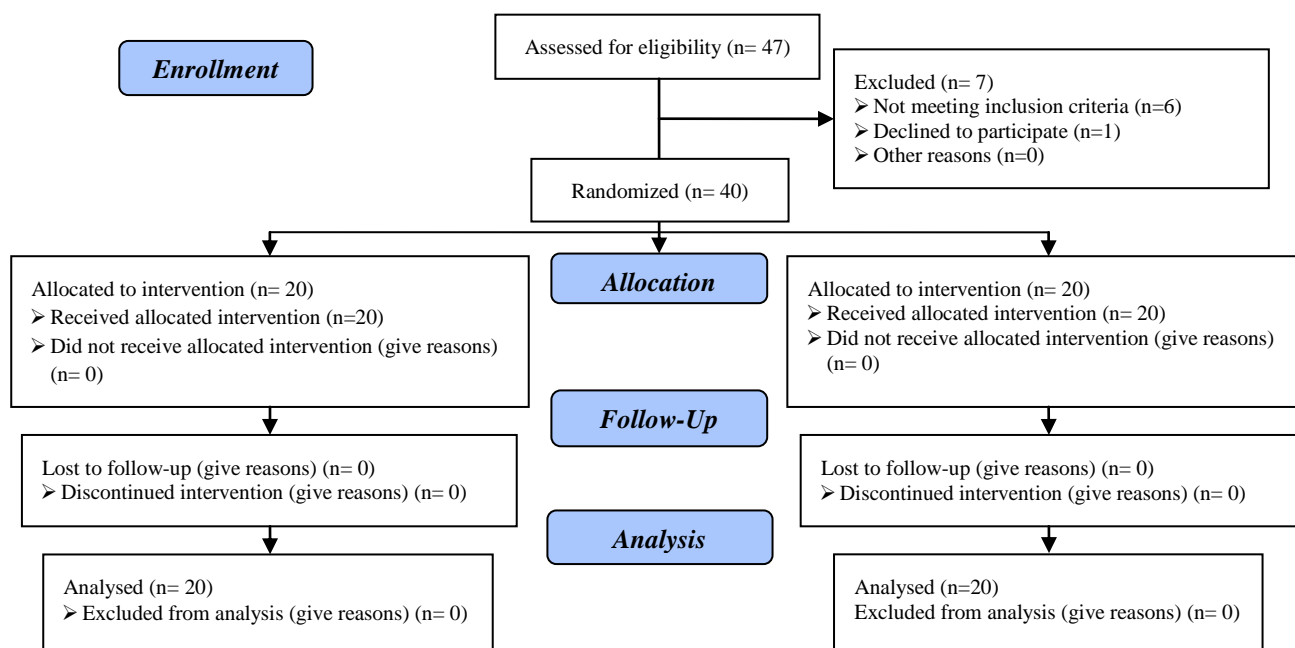 Assessed for eligibility (n= 47)
Enrollment
Excluded (n= 7)
➢ Not meeting inclusion criteria (n=6)
➢ Declined to participate (n=1)
➢ Other reasons (n=0)
Randomized (n= 40)
Allocated to intervention (n= 20)
➢ Received allocated intervention (n=20)
➢ Did not receive allocated intervention (give reasons)
(n= 0)
Allocation
Allocated to intervention (n= 20)
➢ Received allocated intervention (n= 20)
➢ Did not receive allocated intervention (give reasons)
(n= 0)
Follow-Up
Lost to follow-up (give reasons) (n= 0)
➢ Discontinued intervention (give reasons) (n= 0)
Lost to follow-up (give reasons) (n= 0)
➢ Discontinued intervention (give reasons) (n= 0)
Analysis
Analysed (n= 20)
➢ Excluded from analysis (give reasons) (n= 0)
Analysed (n=20)
Excluded from analysis (give reasons) (n= 0)